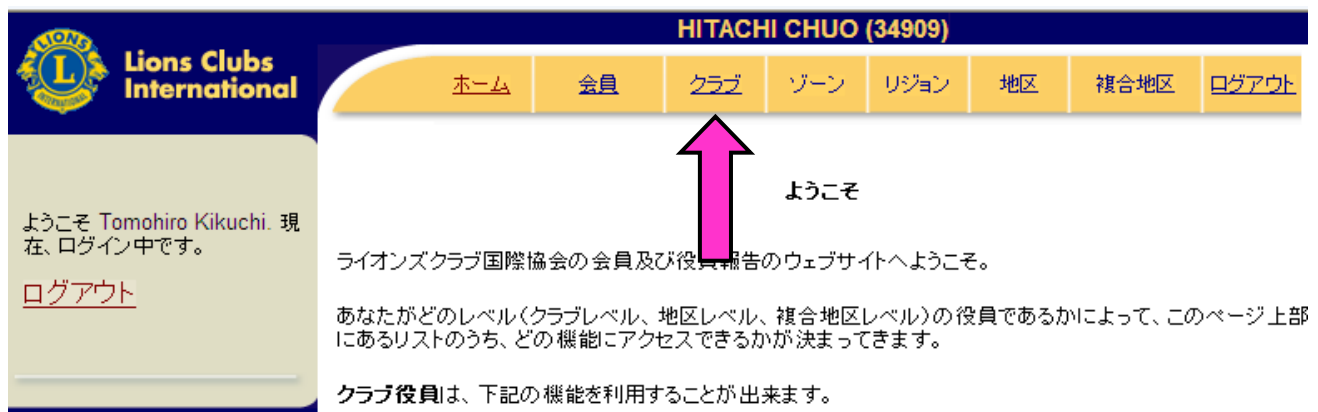 HITACHI CHUO (34909)
LIONS
L
INTERNATIONAL
Lions Clubs
International
ホーム 会員 クラブ ゾーン リジョン 地区 複合地区 ログアウト
ようこそ Tomohiro Kikuchi. 現
在、ログイン中です。
ログアウト
ようこそ
ライオンズクラブ国際協会の会員及び役員報告のウェブサイトへようこそ。
あなたがどのレベル(クラブレベル、地区レベル、複合地区レベル)の役員であるかによって、このページ上部
にあるリストのうち、どの機能にアクセスできるかが決まってきます。
クラブ役員は、下記の機能を利用することが出来ます。